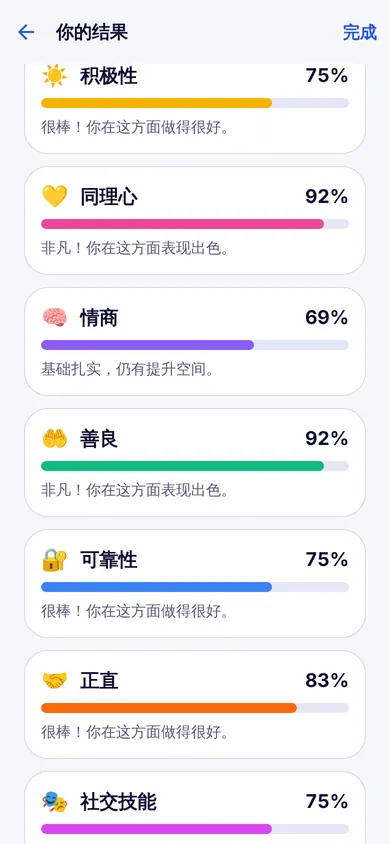 你的结果
完成
积极性 75%
很棒！你在这方面做得很好。
同理心 92%
非凡！你在这方面表现出色。
情商 69%
基础扎实，仍有提升空间。
善良 92%
非凡！你在这方面表现出色。
可靠性 75%
很棒！你在这方面做得很好。
正直 83%
很棒！你在这方面做得很好。
社交技能 75%